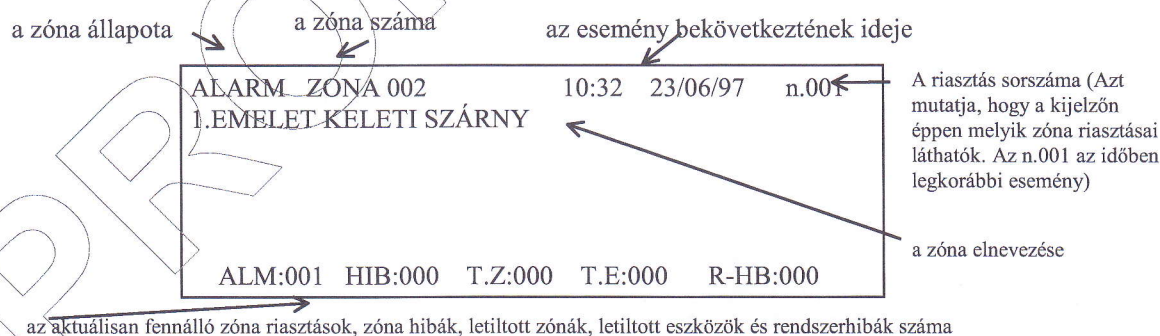 a zóna állapota
a zóna száma
az esemény bekövetkeztének ideje
ALARM ZÓNA 002 10:32 23/06/97 n.001
1.EMELET KELETI SZÁRNY
A riasztás sorszáma (Azt
mutatja, hogy a kijelzőn
éppen melyik zóna riasztásai
láthatók. Az n.001 az időben
legkorábbi esemény)
a zóna elnevezése
ALM:001 HIB:000 T.Z:000 T.E:000 R-HB:000
az aktuálisan fennálló zóna riasztások, zóna hibák, letiltott zónák, letiltott eszközök és rendszerhibák száma